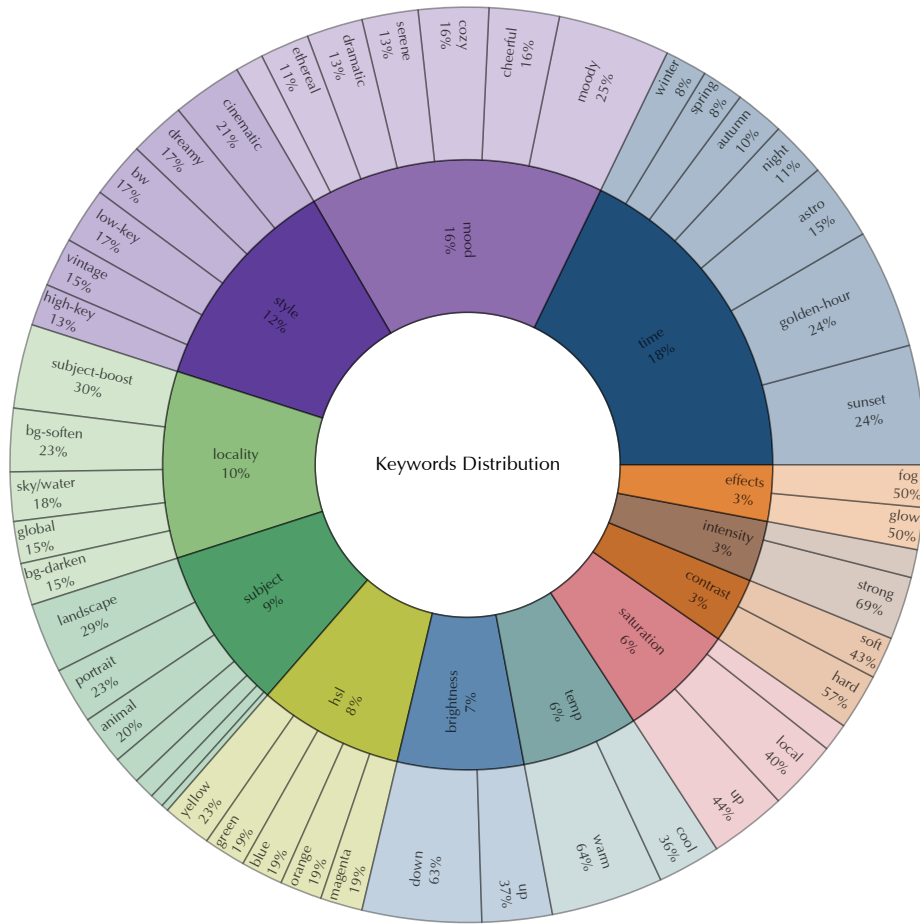 Keywords Distribution
time
18%
mood
16%
style
12%
locality
10%
subject
9%
hsl
8%
brightness
7%
temp
6%
saturation
6%
contrast
3%
intensity
3%
effects
3%
sunset
24%
golden-hour
24%
astro
15%
night
11%
autumn
10%
spring
8%
winter
8%
moody
25%
cheerful
16%
cozy
16%
serene
13%
dramatic
13%
ethereal
11%
cinematic
21%
dreamy
17%
bw
17%
low-key
17%
vintage
15%
high-key
13%
subject-boost
30%
bg-soften
23%
sky/water
18%
global
15%
bg-darken
15%
landscape
29%
portrait
23%
animal
20%
yellow
23%
green
19%
blue
19%
orange
19%
magenta
19%
down
63%
up
37%
warm
64%
cool
36%
up
44%
local
40%
hard
57%
soft
43%
strong
69%
glow
50%
fog
50%